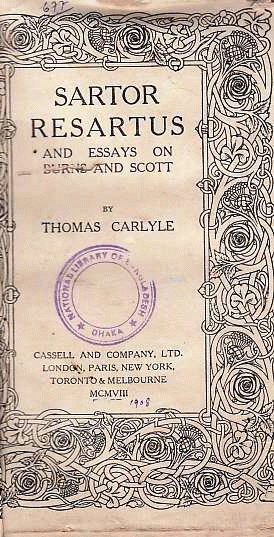 677
SARTOR
RESARTUS
AND ESSAYS ON
BURNS AND SCOTT
BY
THOMAS CARLYLE
NATIONAL LIBRARY OF BANGLADESH
DHAKA
CASSELL AND COMPANY, LTD.
LONDON, PARIS, NEW YORK,
TORONTO & MELBOURNE
MCMVIII
1908